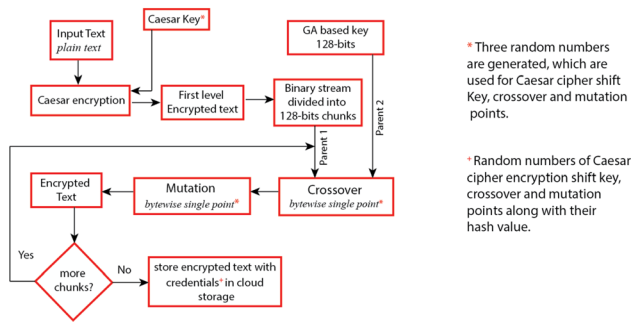 Input Text
plain text
Caesar Key*
GA based key
128-bits
Caesar encryption
First level
Encrypted text
Binary stream
divided into
128-bits chunks
Parent 1
Parent 2
Encrypted
Text
Mutation
bytewise single point*
Crossover
bytewise single point*
Yes
more
chunks?
No
store encrypted text with
credentials+ in cloud
storage
* Three random numbers
are generated, which are
used for Caesar cipher shift
Key, crossover and mutation
points.
+Random numbers of Caesar
cipher encryption shift key,
crossover and mutation
points along with their
hash value.